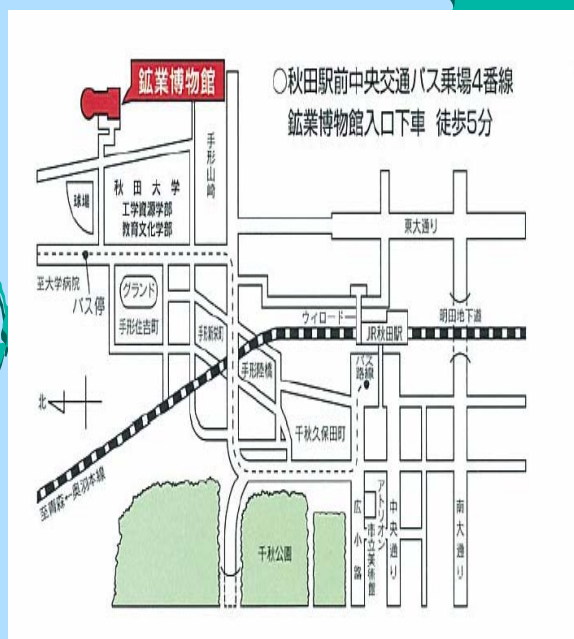 鉱業博物館
○秋田駅前中央交通バス乗場4番線
鉱業博物館入口下車 徒歩5分
手形山崎
秋田大学
工学資源学部
教育文化学部
球場
東大通り
至大学病院
バス停
グランド
手形住吉町
手形新栄町
ウィロード
JR秋田駅
明田地下道
バス路線
手形陸橋
北
千秋久保田町
至青森←奥羽本線
千秋公園
広小路
アトリオン
市立美術館
中央通り
南大通り